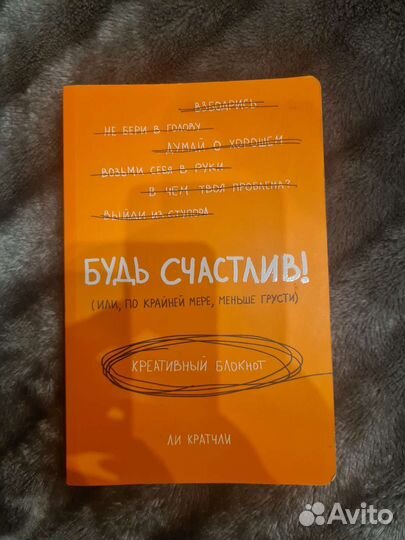 ВЗБОДРИСЬ
НЕ БЕРИ В ГОЛОВУ
ДУМАЙ О ХОРОШЕМ
ВОЗЬМИ СЕБЯ В РУКИ
В ЧЕМ ТВОЯ ПРОБЛЕМА?
ВЫЙДИ ИЗ СТУПОРА
БУДЬ СЧАСТЛИВ!
(ИЛИ, ПО КРАЙНЕЙ МЕРЕ, МЕНЬШЕ ГРУСТИ)
КРЕАТИВНЫЙ БЛОКНОТ
ЛИ КРАТЧЛИ
Avito